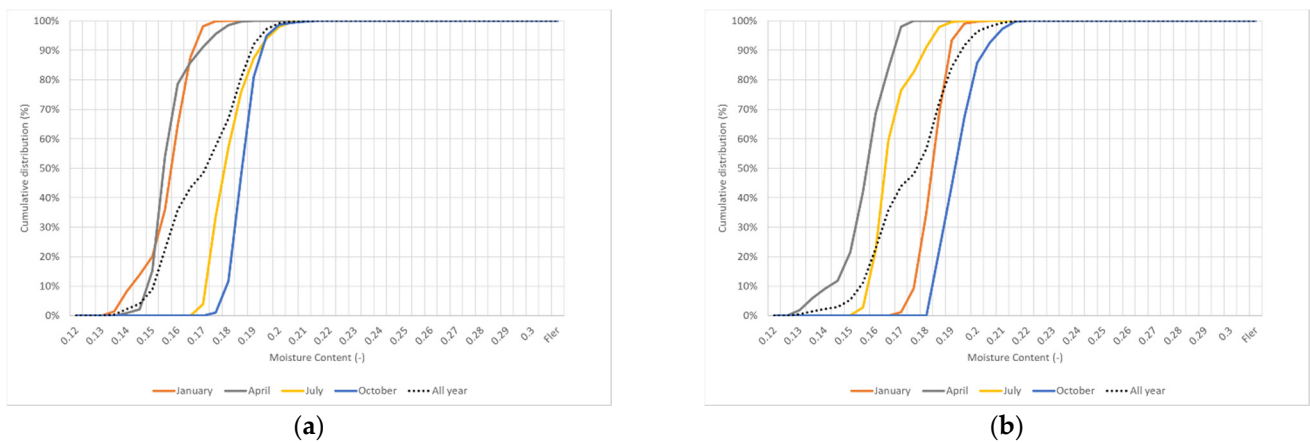 100%
90%
80%
70%
60%
50%
40%
30%
20%
10%
0%
Cumulative distribution (%)
0.12 0.13 0.14 0.15 0.16 0.17 0.18 0.19 0.2 0.21 0.22 0.23 0.24 0.25 0.26 0.27 0.28 0.29 0.3 Fler
Moisture Content (-)
January April July October All year
(a)
100%
90%
80%
70%
60%
50%
40%
30%
20%
10%
0%
Cumulative distribution (%)
0.12 0.13 0.14 0.15 0.16 0.17 0.18 0.19 0.2 0.21 0.22 0.23 0.24 0.25 0.26 0.27 0.28 0.29 0.3 Fler
Moisture Content (-)
January April July October All year
(b)